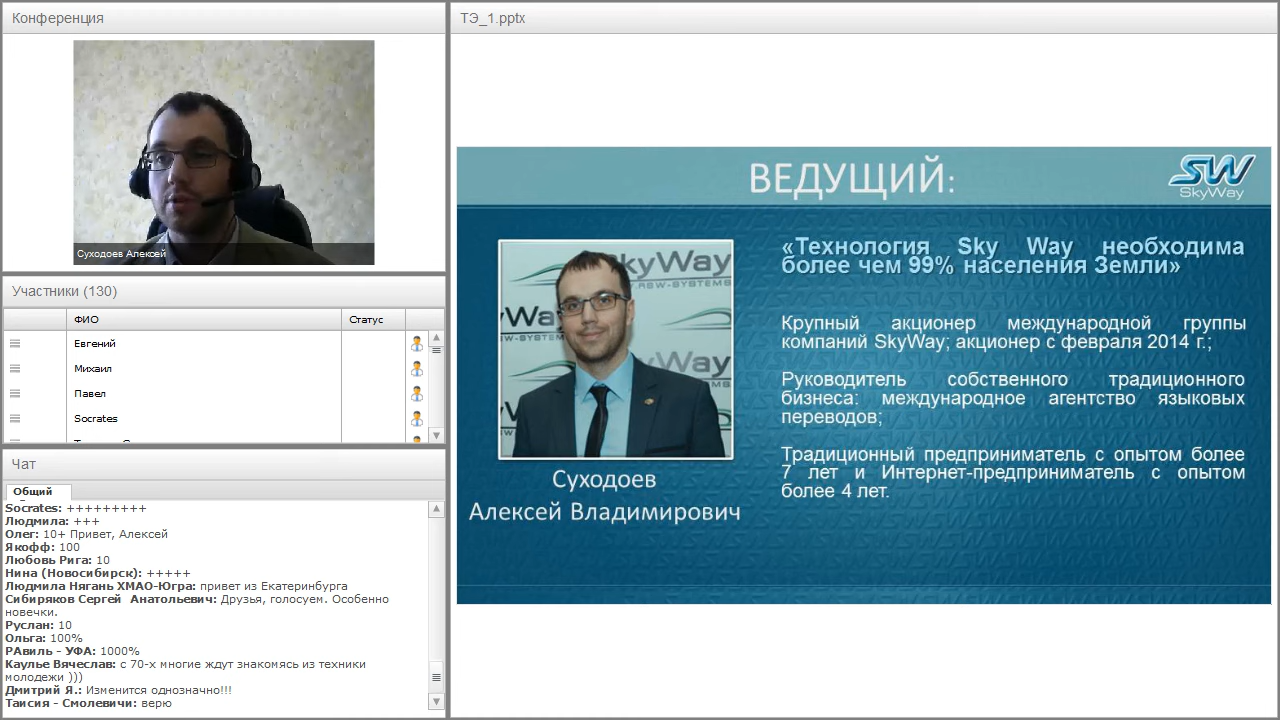 Конференция
Суходоев Алексей
Участники (130)
ФИО
Статус
Евгений
Михаил
Павел
Socrates
Чат
Общий
Socrates: +++++++++
Людмила: +++
Олег: 10+ Привет, Алексей
Якофф: 100
Любовь Рига: 10
Нина (Новосибирск): +++++
Людмила Нягань ХМАО-Югра: привет из Екатеринбурга
Сибиряков Сергей Анатольевич: Друзья, голосуем. Особенно
новечки.
Руслан: 10
Ольга: 100%
РАвиль - УФА: 1000%
Каулье Вячеслав: с 70-х многие ждут знакомясь из техники
молодежи )))
Дмитрий Я.: Изменится однозначно!!!
Таисия - Смолевичи: верю
ТЭ_1.pptx
ВЕДУЩИЙ:
SW
SkyWay
SkyWay
.RSW-SYSTEMS
Суходоев
Алексей Владимирович
«Технология Sky Way необходима
более чем 99% населения Земли»
Крупный акционер международной группы
компаний SkyWay; акционер с февраля 2014 г.;
Руководитель собственного традиционного
бизнеса: международное агентство языковых
переводов;
Традиционный предприниматель с опытом более
7 лет и Интернет-предприниматель с опытом
более 4 лет.